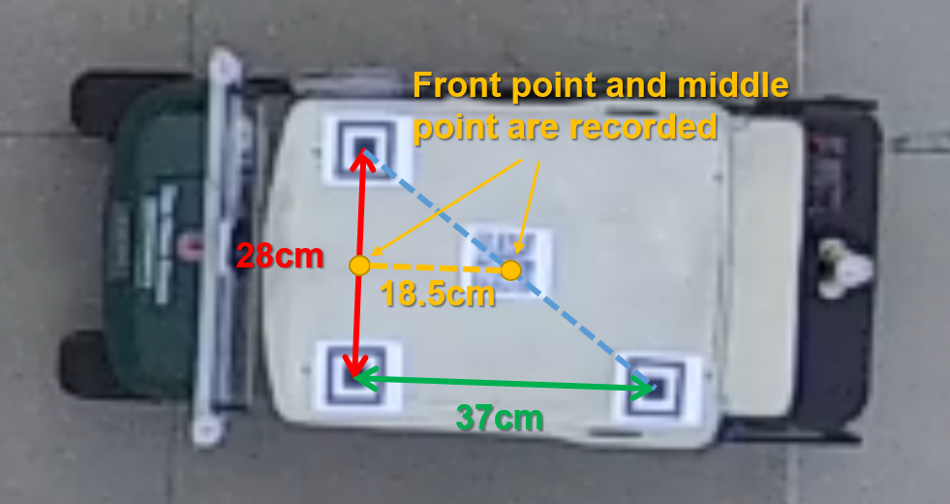 Front point and middle
point are recorded
28cm
18.5cm
37cm